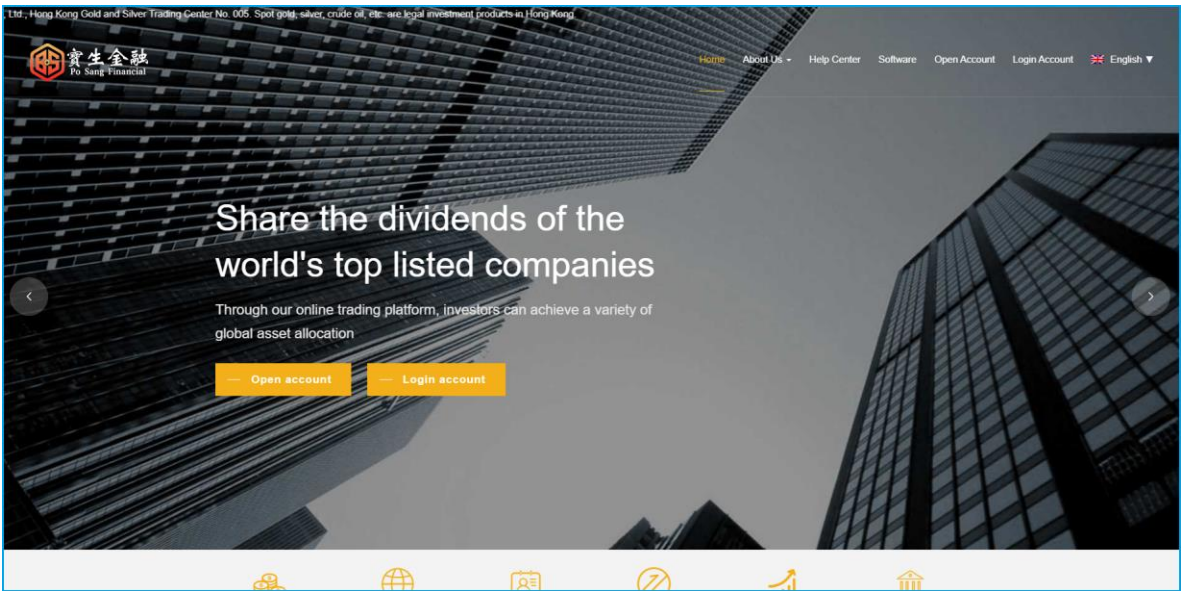 , Ltd., Hong Kong Gold and Silver Trading Center No. 005. Spot gold, silver, crude oil, etc. are legal investment products in Hong Kong.
寳生金融
Po Sang Financial
Home About Us Help Center Software Open Account Login Account English ▼
Share the dividends of the
world's top listed companies
Through our online trading platform, investors can achieve a variety of
global asset allocation
— Open account — Login account